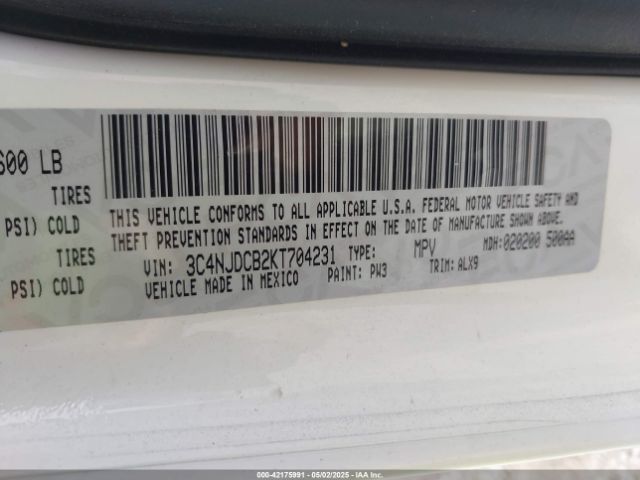 600 LB
TIRES
PSI) COLD
TIRES
PSI) COLD
THIS VEHICLE CONFORMS TO ALL APPLICABLE U.S.A. FEDERAL MOTOR VEHICLE SAFETY AND
THEFT PREVENTION STANDARDS IN EFFECT ON THE DATE OF MANUFACTURE SHOWN ABOVE.
VIN: 3C4NJDCB2KT704231 TYPE: MPV MDH:020200 500AA
VEHICLE MADE IN MEXICO PAINT: PW3 TRIM: ALX9
000-42175991 - 05/02/2025 - IAAI.COM